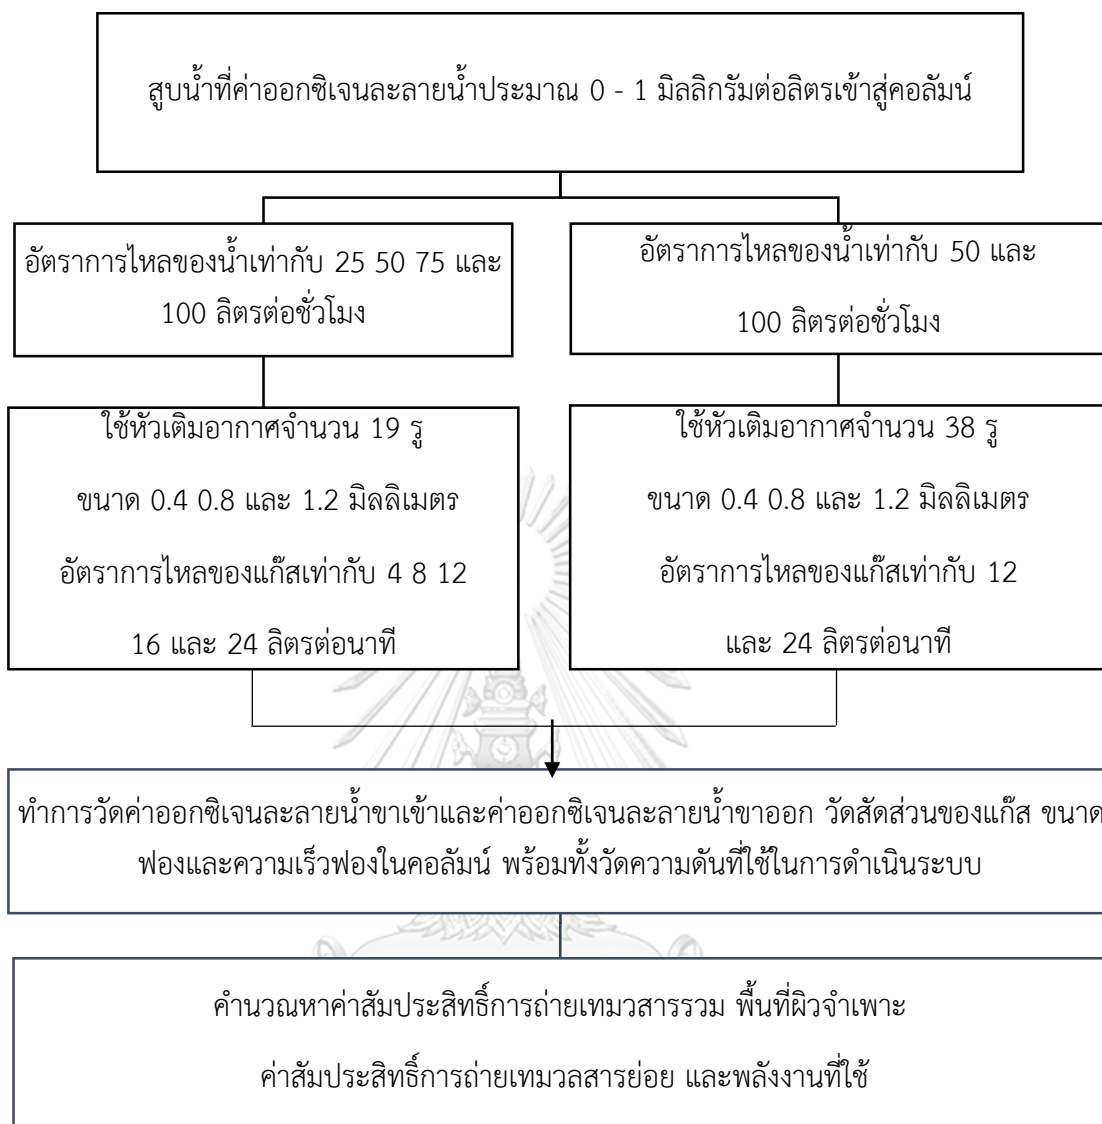 สูบน้ำที่ค่าออกซิเจนละลายน้ำประมาณ 0 - 1 มิลลิกรัมต่อลิตรเข้าสู่คอลัมน์
อัตราการไหลของน้ำเท่ากับ 25 50 75 และ
100 ลิตรต่อชั่วโมง
อัตราการไหลของน้ำเท่ากับ 50 และ
100 ลิตรต่อชั่วโมง
ใช้หัวเติมอากาศจำนวน 19 รู
ขนาด 0.4 0.8 และ 1.2 มิลลิเมตร
อัตราการไหลของแก๊สเท่ากับ 4 8 12
16 และ 24 ลิตรต่อนาที
ใช้หัวเติมอากาศจำนวน 38 รู
ขนาด 0.4 0.8 และ 1.2 มิลลิเมตร
อัตราการไหลของแก๊สเท่ากับ 12
และ 24 ลิตรต่อนาที
ทำการวัดค่าออกซิเจนละลายน้ำขาเข้าและค่าออกซิเจนละลายน้ำขาออก วัดสัดส่วนของแก๊ส ขนาด
ฟองและความเร็วฟองในคอลัมน์ พร้อมทั้งวัดความดันที่ใช้ในการดำเนินระบบ
คำนวณหาค่าสัมประสิทธิ์การถ่ายเทมวสารรวม พื้นที่ผิวจำเพาะ
ค่าสัมประสิทธิ์การถ่ายเทมวลสารย่อย และพลังงานที่ใช้